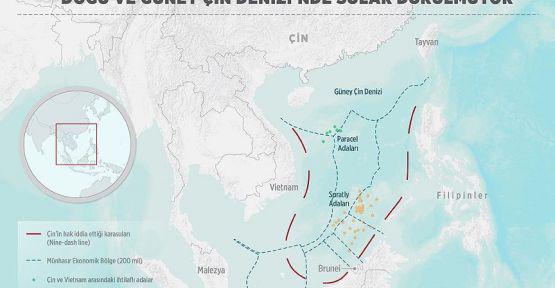 DOĞU VE GÜNEY ÇİN DENİZİ'NDE SULAR DURULMUYOR
ÇİN
Tayvan
Güney Çin Denizi
Paracel
Adaları
Vietnam
Spratly
Adaları
Filipinler
Çin'in hak iddia ettiği karasuları
(Nine-dash line)
Münhasır Ekonomik Bölge (200 mil)
Çin ve Vietnam arasındaki ihtilaflı adalar
Malezya
Brunei